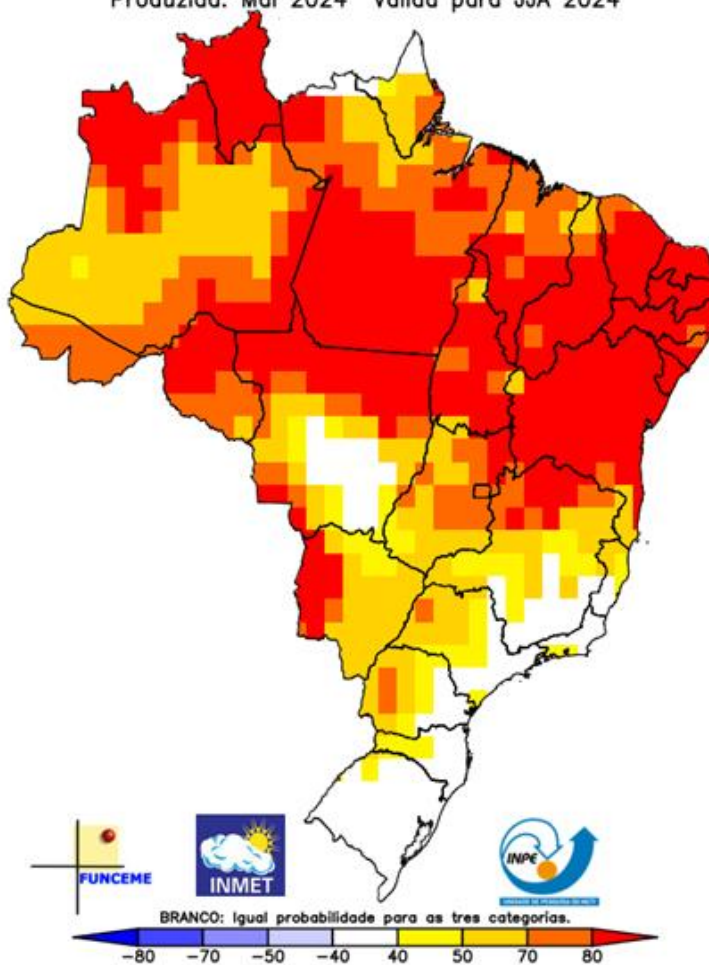 Produzida: Mai 2024 Valida para JJA 2024
FUNCEME
INMET
INPE
BRANCO: Igual probabilidade para as tres categorias.
-80 -70 -50 -40 40 50 70 80